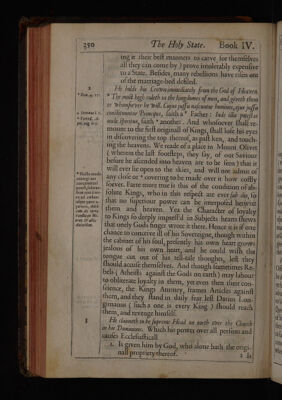 350 The Holy State. Book IV.
ing it their best manners to carve for themselves
all they can come by) prove intolerably expensive
to a State. Besides, many rebellions have risen out
of the marriage-bed defiled.
2
He holds his Crown immediately from the God of Heaven.
The most high ruleth in the kingdomes of men, and giveth them
to whomsoever he will. Cujus jussu nascuntur homines, ejus jussu
constituuntur Principes, saith a Father: Inde illis potestas
unde spiritus, saith another. And whosoever shall re-
mount to the first originall of Kings, shall lose his eyes
in discovering the top thereof, as past ken, and touch-
ing the heavens. We reade of a place in Mount Olivet
(wherein the last footsteps, they say, of our Saviour
before he ascended into heaven are to be seen) that it
will ever lie open to the skies, and will not admit of
any close or covering to be made over it how costly
soever. Farre more true is this of the condition of ab-
solute Kings, who in this respect are ever sub dio, so
that no superiour power can be interposed betwixt
them and heaven. Yea the Character of loyalty
to Kings so deeply impress'd in Subjects hearts shews
that onely Gods finger wrote it there. Hence it is if one
chance to conceive ill of his Soveraigne, though within
the cabinet of his soul, presently his own heart grows
jealous of his own heart, and he could wish the
tongue cut out of his tell-tale thoughts, lest they
should accuse themselves. And though sometimes Re-
bels (Atheists against the Gods on earth) may labour
to obliterate loyalty in them, yet even then their con-
science, the Kings Atturney, frames Articles against
them, and they stand in daily fear lest Darius Lon-
gimanus (such a one is every King) should reach
them, and revenge himself.
3
He claimeth to be supreme Head on earth over the Church
in his Dominions. Which his power over all persons and
causes Ecclesiasticall
1. Is given him by God, who alone hath the origi-
nall propriety thereof.
2 Is